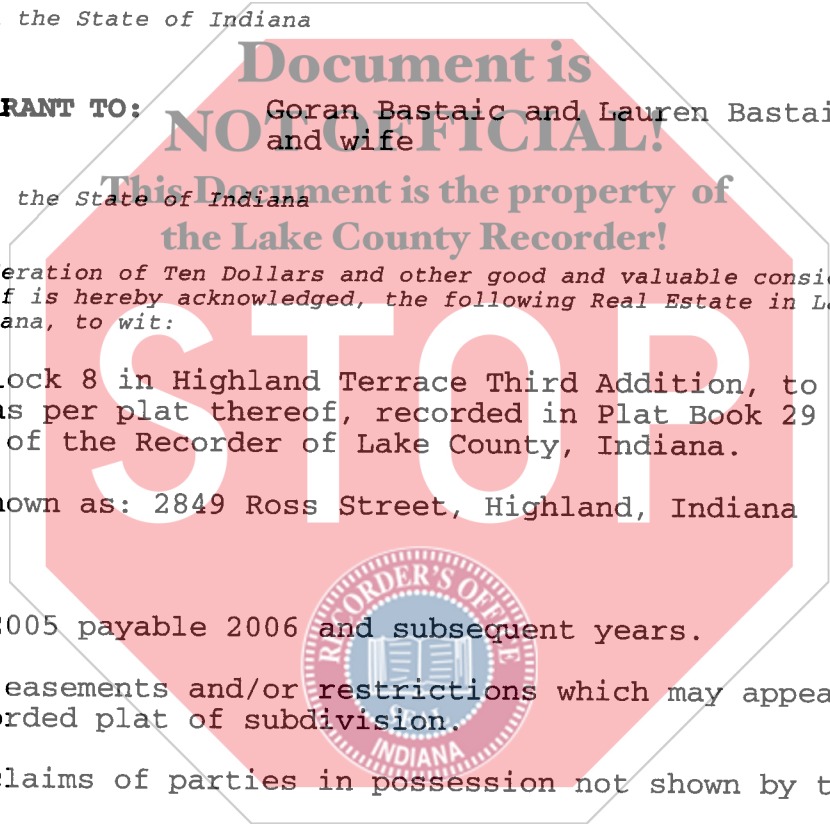 the State of Indiana
Document is
RANT TO: Goran Bastaic and Lauren Bastai
NOT OFFICIAL!
and wife
This Document is the property of
the State of Indiana
the Lake County Recorder!
eration of Ten Dollars and other good and valuable consi
f is hereby acknowledged, the following Real Estate in L
ana, to wit:
STOP
lock 8 in Highland Terrace Third Addition, to
as per plat thereof, recorded in Plat Book 29
of the Recorder of Lake County, Indiana.
nown as: 2849 Ross Street, Highland, Indiana
RECORDER'S OFFICE
2005 payable 2006 and subsequent years.
easements and/or restrictions which may appea
orded plat of subdivision.
SEAL
INDIANA
claims of parties in possession not shown by t